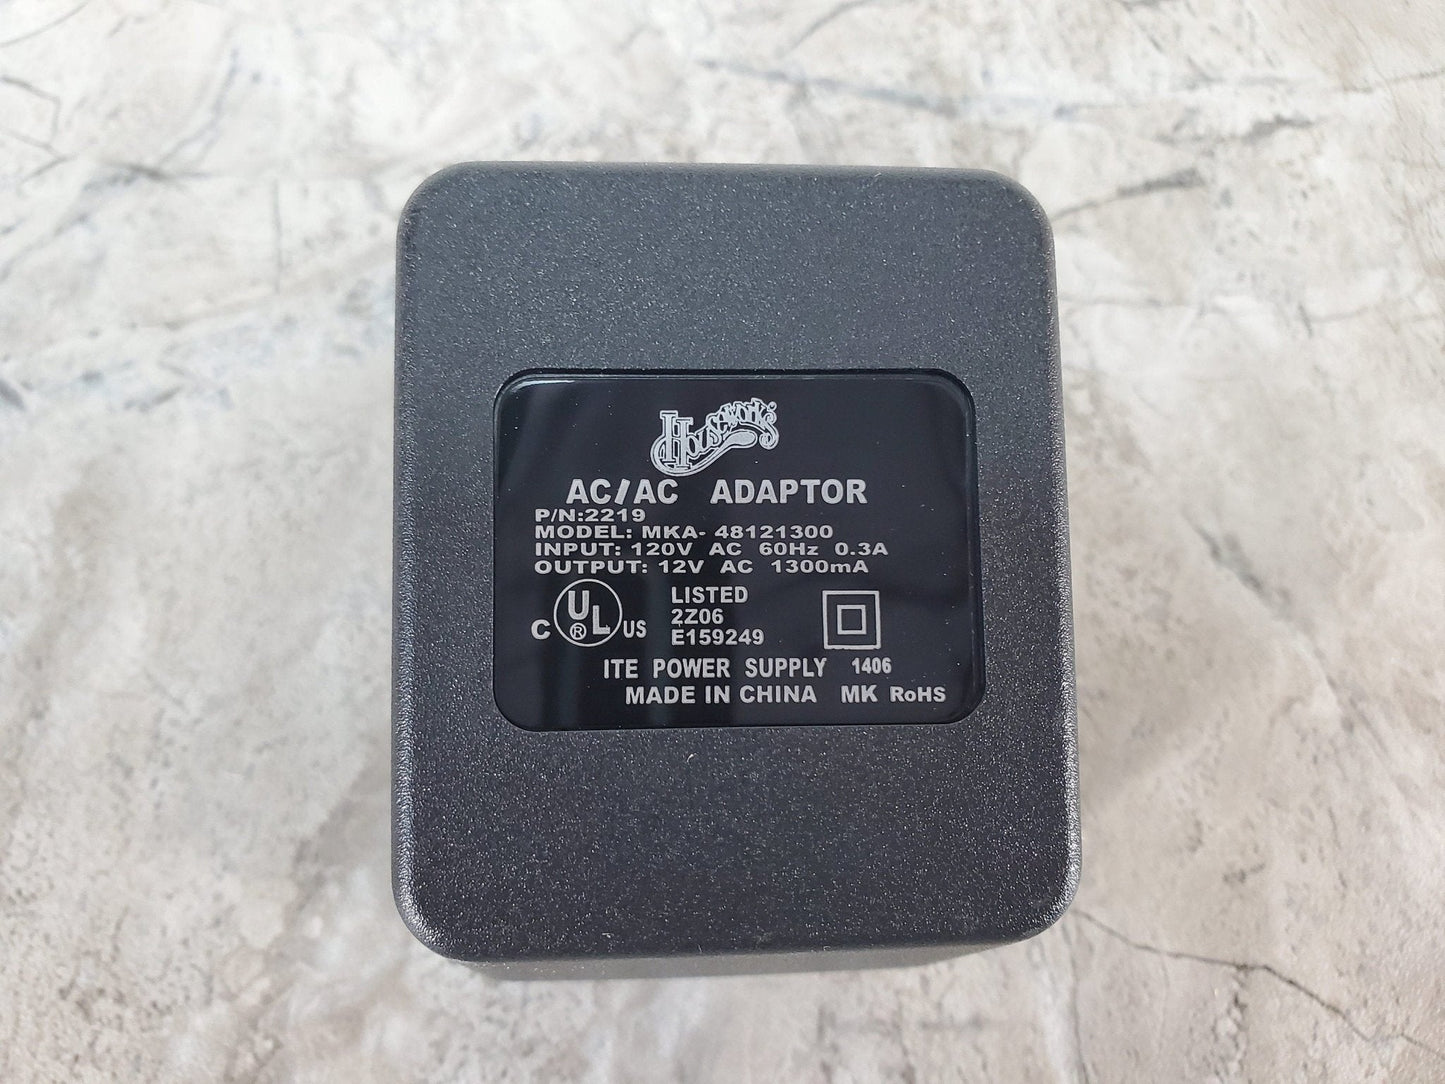 Houseworks
AC/AC ADAPTOR
P/N:2219
MODEL: MKA- 48121300
INPUT: 120V AC 60Hz 0.3A
OUTPUT: 12V AC 1300mA
C UL ® US LISTED
2Z06
E159249
ITE POWER SUPPLY 1406
MADE IN CHINA MK RoHS